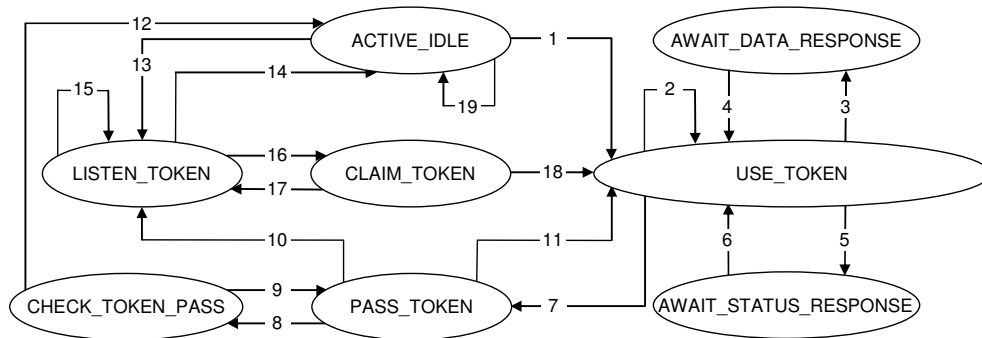 12
ACTIVE_IDLE
1
AWAIT_DATA_RESPONSE
13
14
15
19
2
4
3
LISTEN_TOKEN
16
17
CLAIM_TOKEN
18
USE_TOKEN
10
11
6
5
CHECK_TOKEN_PASS
9
8
PASS_TOKEN
7
AWAIT_STATUS_RESPONSE